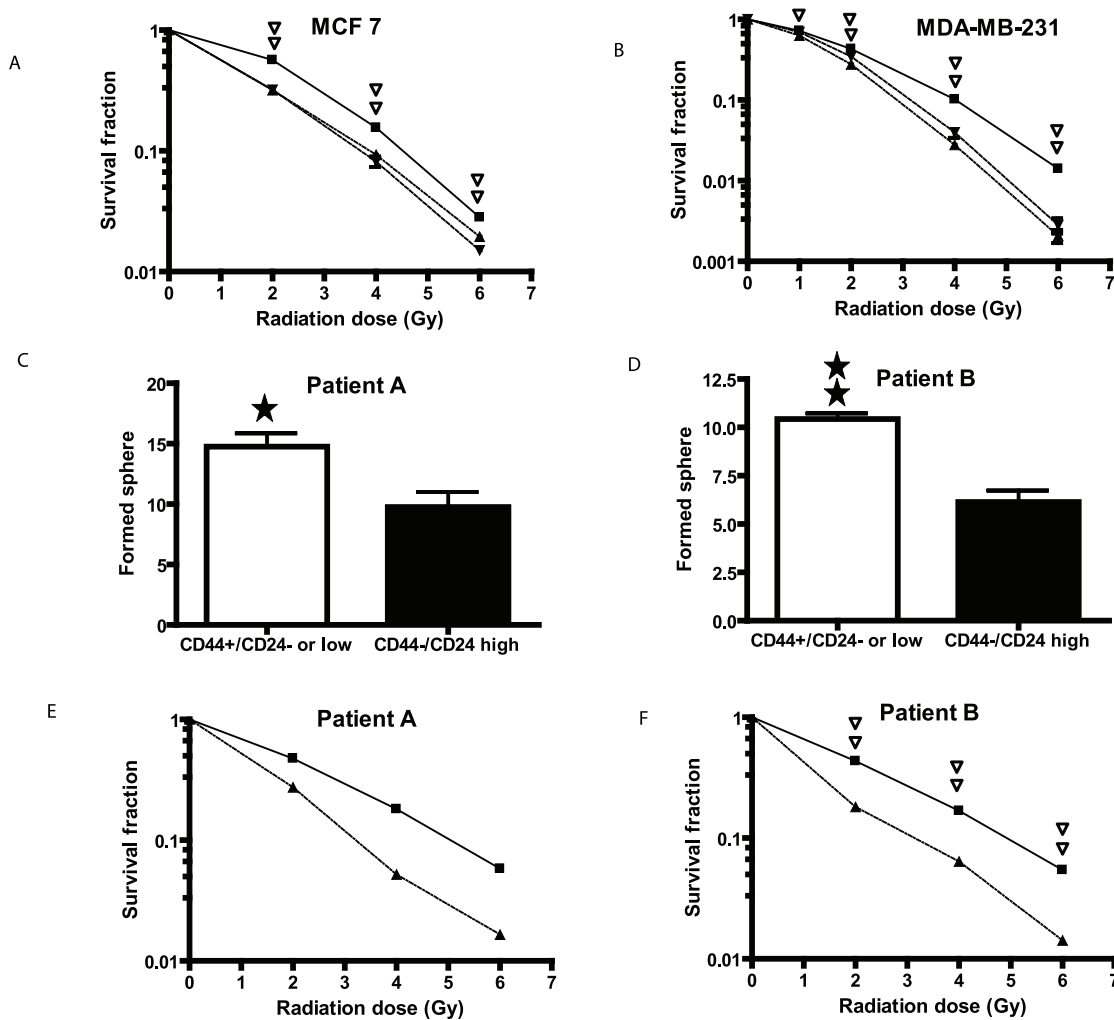 A
MCF 7
Survival fraction
1
0.1
0.01
0 1 2 3 4 5 6 7
Radiation dose (Gy)
B
MDA-MB-231
Survival fraction
1
0.1
0.01
0.001
0 1 2 3 4 5 6 7
Radiation dose (Gy)
C
Patient A
Formed sphere
20
15
10
5
0
CD44+/CD24- or low CD44-/CD24 high
D
Patient B
Formed sphere
12.5
10.0
7.5
5.0
2.5
0.0
CD44+/CD24- or low CD44-/CD24 high
E
Patient A
Survival fraction
1
0.1
0.01
0 1 2 3 4 5 6 7
Radiation dose (Gy)
F
Patient B
Survival fraction
1
0.1
0.01
0 1 2 3 4 5 6 7
Radiation dose (Gy)